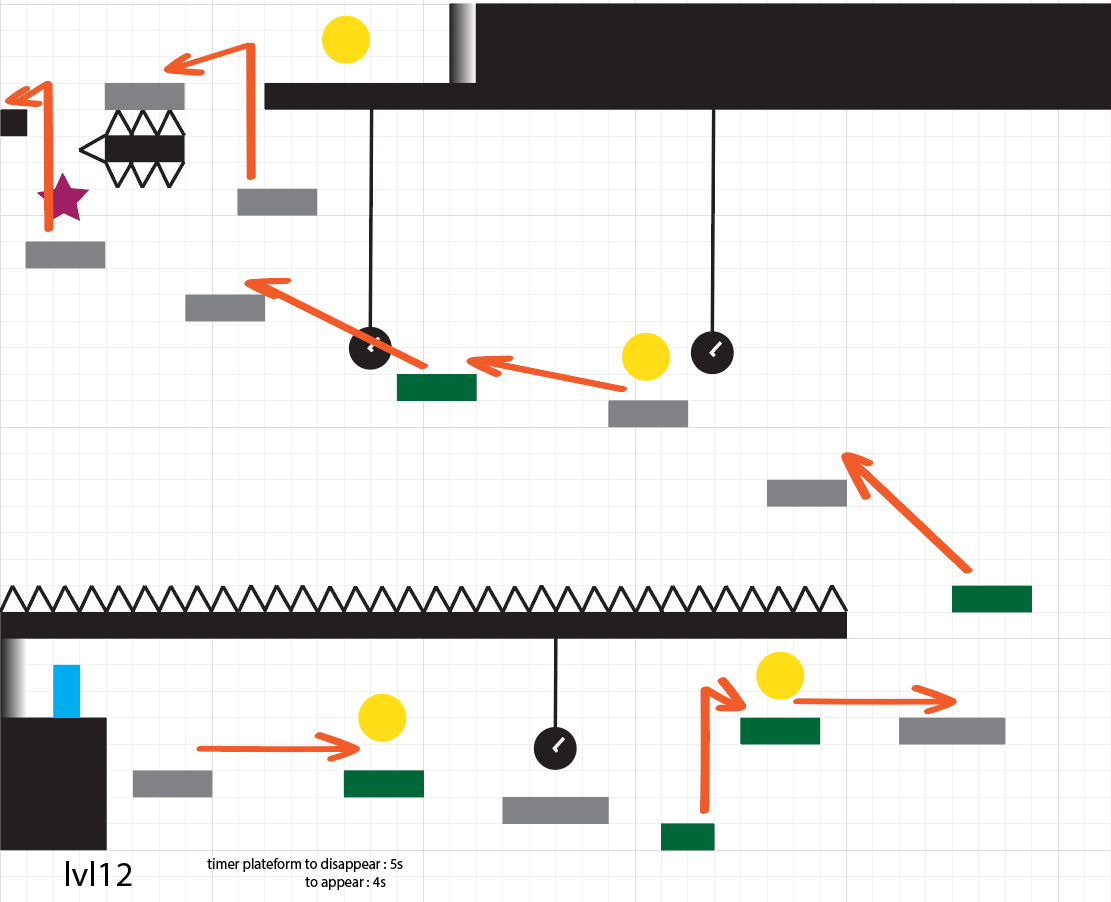 lvl12
timer plateform to disappear : 5s
to appear : 4s